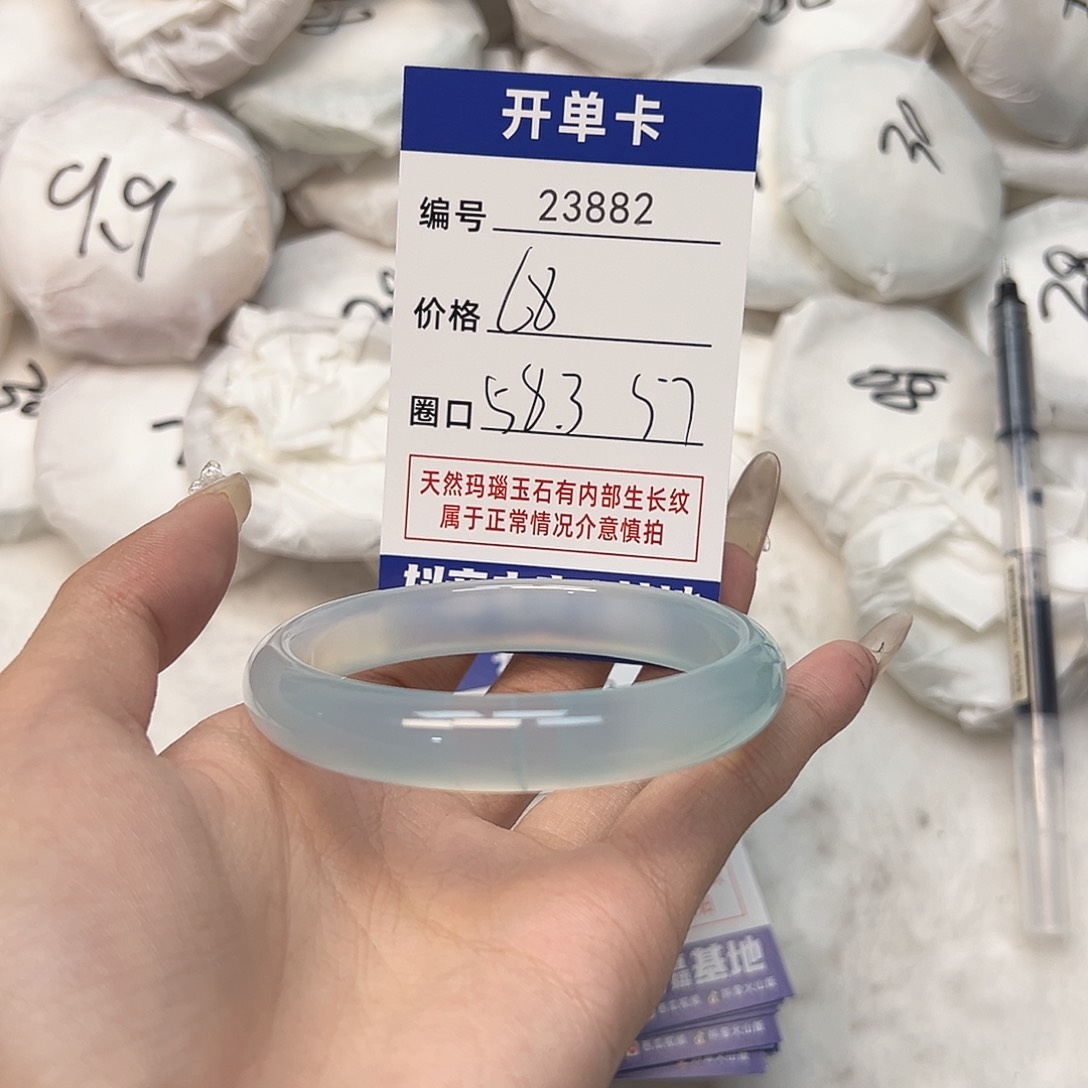 开单卡
编号 23882
价格 68
圈口 58.3 57
天然玛瑙玉石有内部生长纹
属于正常情况介意慎拍
9.9
30
28
基地